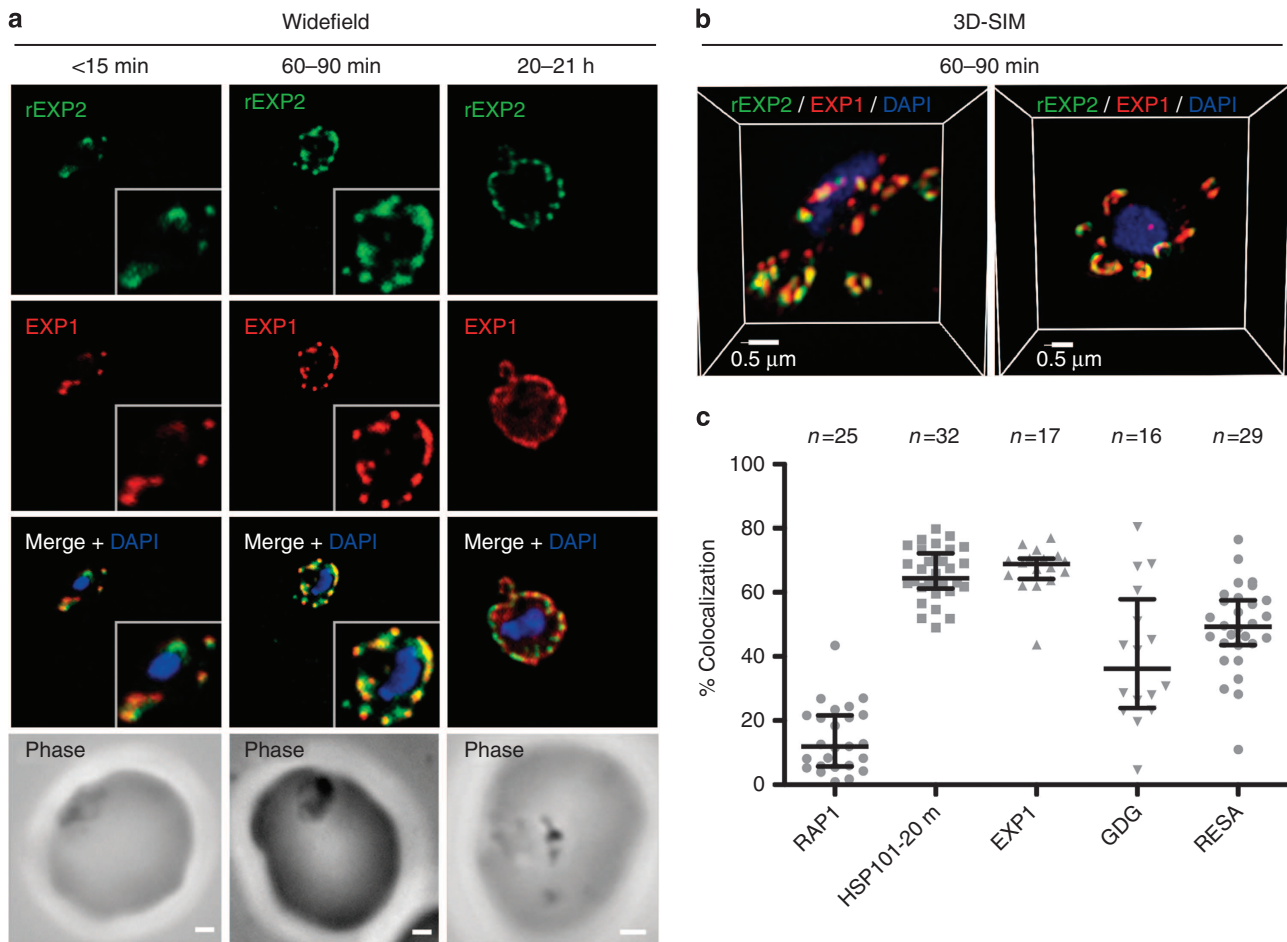 a
Widefield
<15 min
60–90 min
20–21 h
rEXP2
rEXP2
rEXP2
EXP1
EXP1
EXP1
Merge + DAPI
Merge + DAPI
Merge + DAPI
Phase
Phase
Phase
b
3D-SIM
60–90 min
rEXP2 / EXP1 / DAPI
rEXP2 / EXP1 / DAPI
0.5 μm
0.5 μm
c
n=25
n=32
n=17
n=16
n=29
% Colocalization
100
80
60
40
20
0
RAP1
HSP101-20 m
EXP1
GDG
RESA